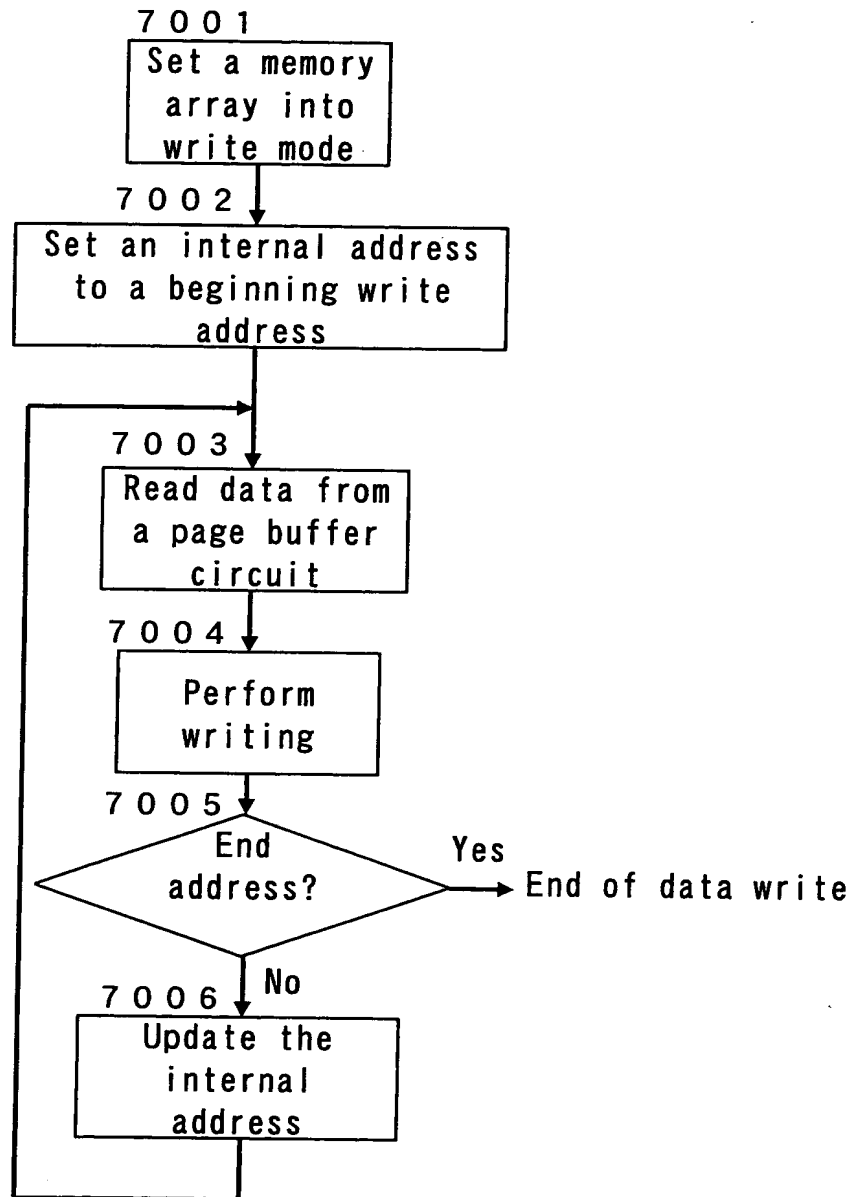 7001
Set a memory
array into
write mode
7002
Set an internal address
to a beginning write
address
7003
Read data from
a page buffer
circuit
7004
Perform
writing
7005
End
address?
Yes
End of data write
No
7006
Update the
internal
address